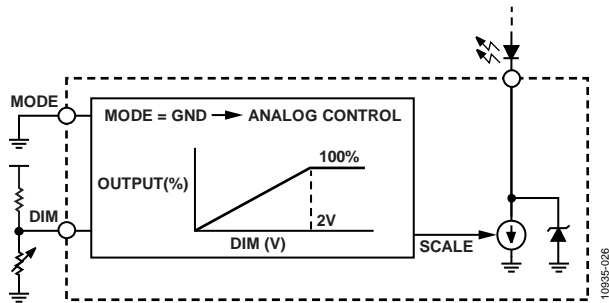 MODE
MODE = GND → ANALOG CONTROL
100%
OUTPUT(%)
DIM
2V
DIM (V)
SCALE
10935-026